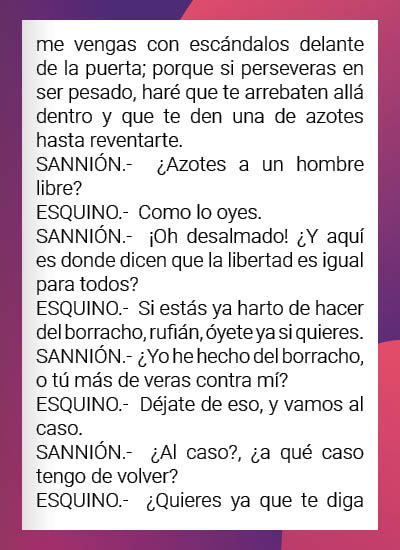 me vengas con escándalos delante
de la puerta; porque si perseveras en
ser pesado, haré que te arrebaten allá
dentro y que te den una de azotes
hasta reventarte.
SANNIÓN.- ¿Azotes a un hombre
libre?
ESQUINO.- Como lo oyes.
SANNIÓN.- ¡Oh desalmado! ¿Y aquí
es donde dicen que la libertad es igual
para todos?
ESQUINO.- Si estás ya harto de hacer
del borracho, rufián, óyete ya si quieres.
SANNIÓN.- ¿Yo he hecho del borracho,
o tú más de veras contra mí?
ESQUINO.- Déjate de eso, y vamos al
caso.
SANNIÓN.- ¿Al caso?, ¿a qué caso
tengo de volver?
ESQUINO.- ¿Quieres ya que te diga